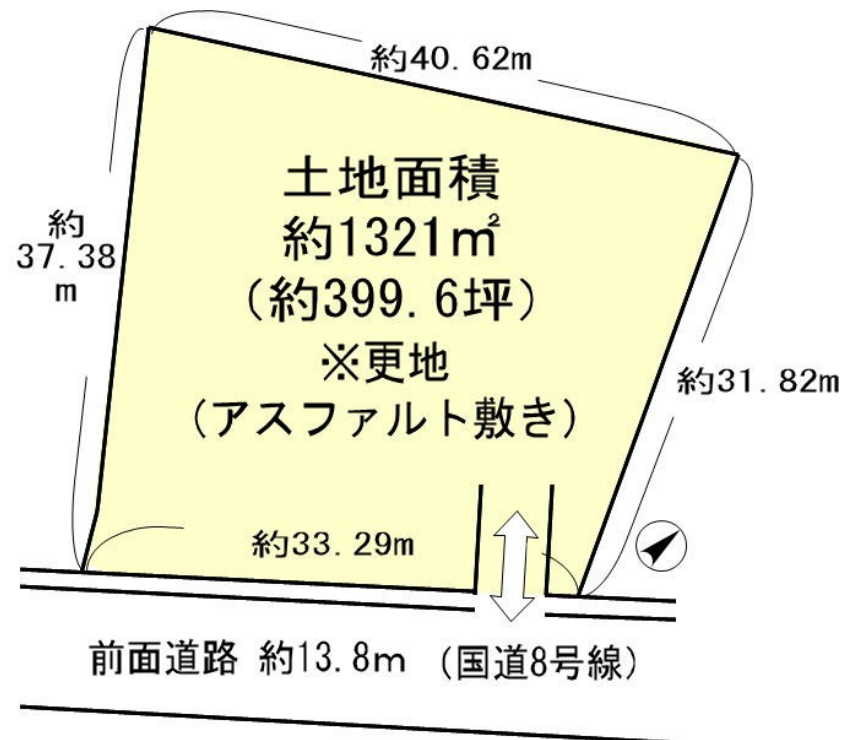 約40.62m
土地面積
約1321㎡
(約399.6坪)
※更地
(アスファルト敷き)
約
37.38
m
約31.82m
約33.29m
前面道路 約13.8m (国道8号線)